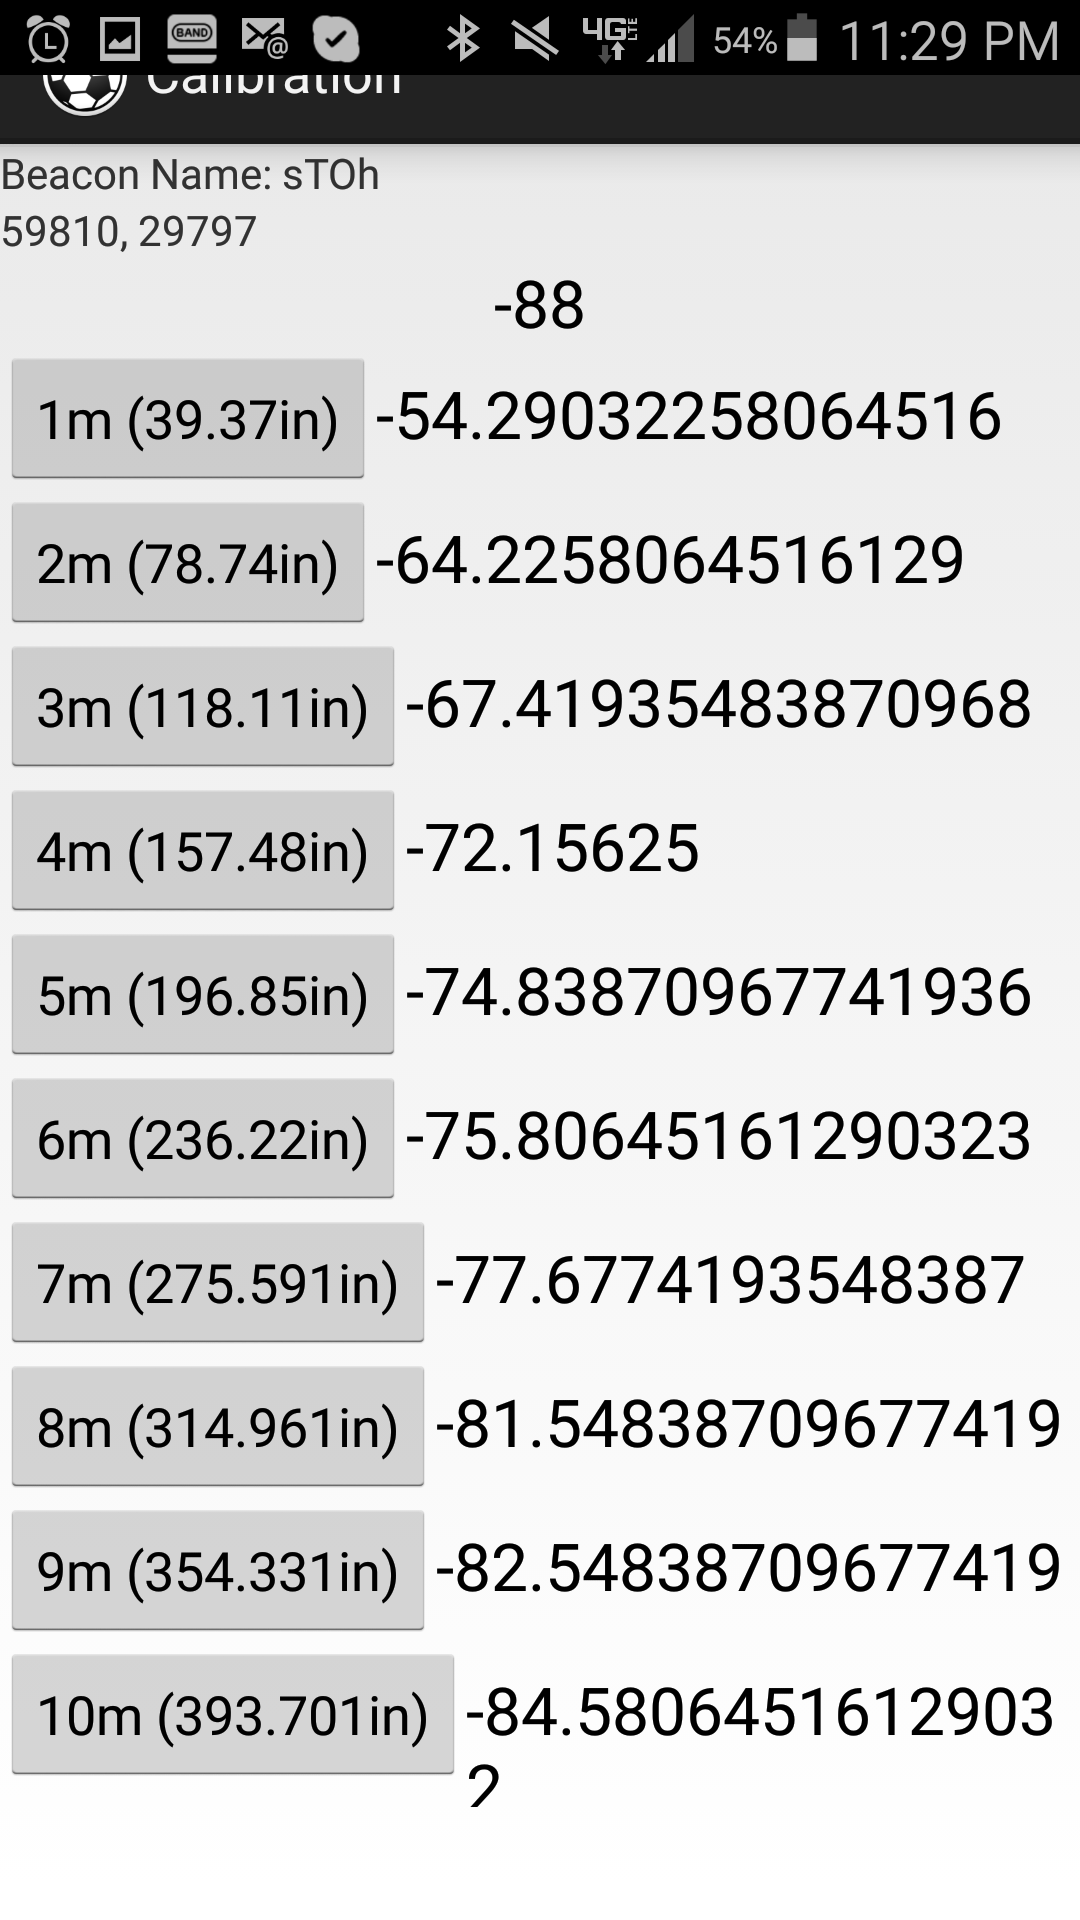 BAND
4G LTE 54% 11:29 PM
Calibration
Beacon Name: sTOh
59810, 29797
-88
1m (39.37in) -54.29032258064516
2m (78.74in) -64.2258064516129
3m (118.11in) -67.41935483870968
4m (157.48in) -72.15625
5m (196.85in) -74.83870967741936
6m (236.22in) -75.80645161290323
7m (275.591in) -77.6774193548387
8m (314.961in) -81.54838709677419
9m (354.331in) -82.54838709677419
10m (393.701in) -84.5806451612903
2